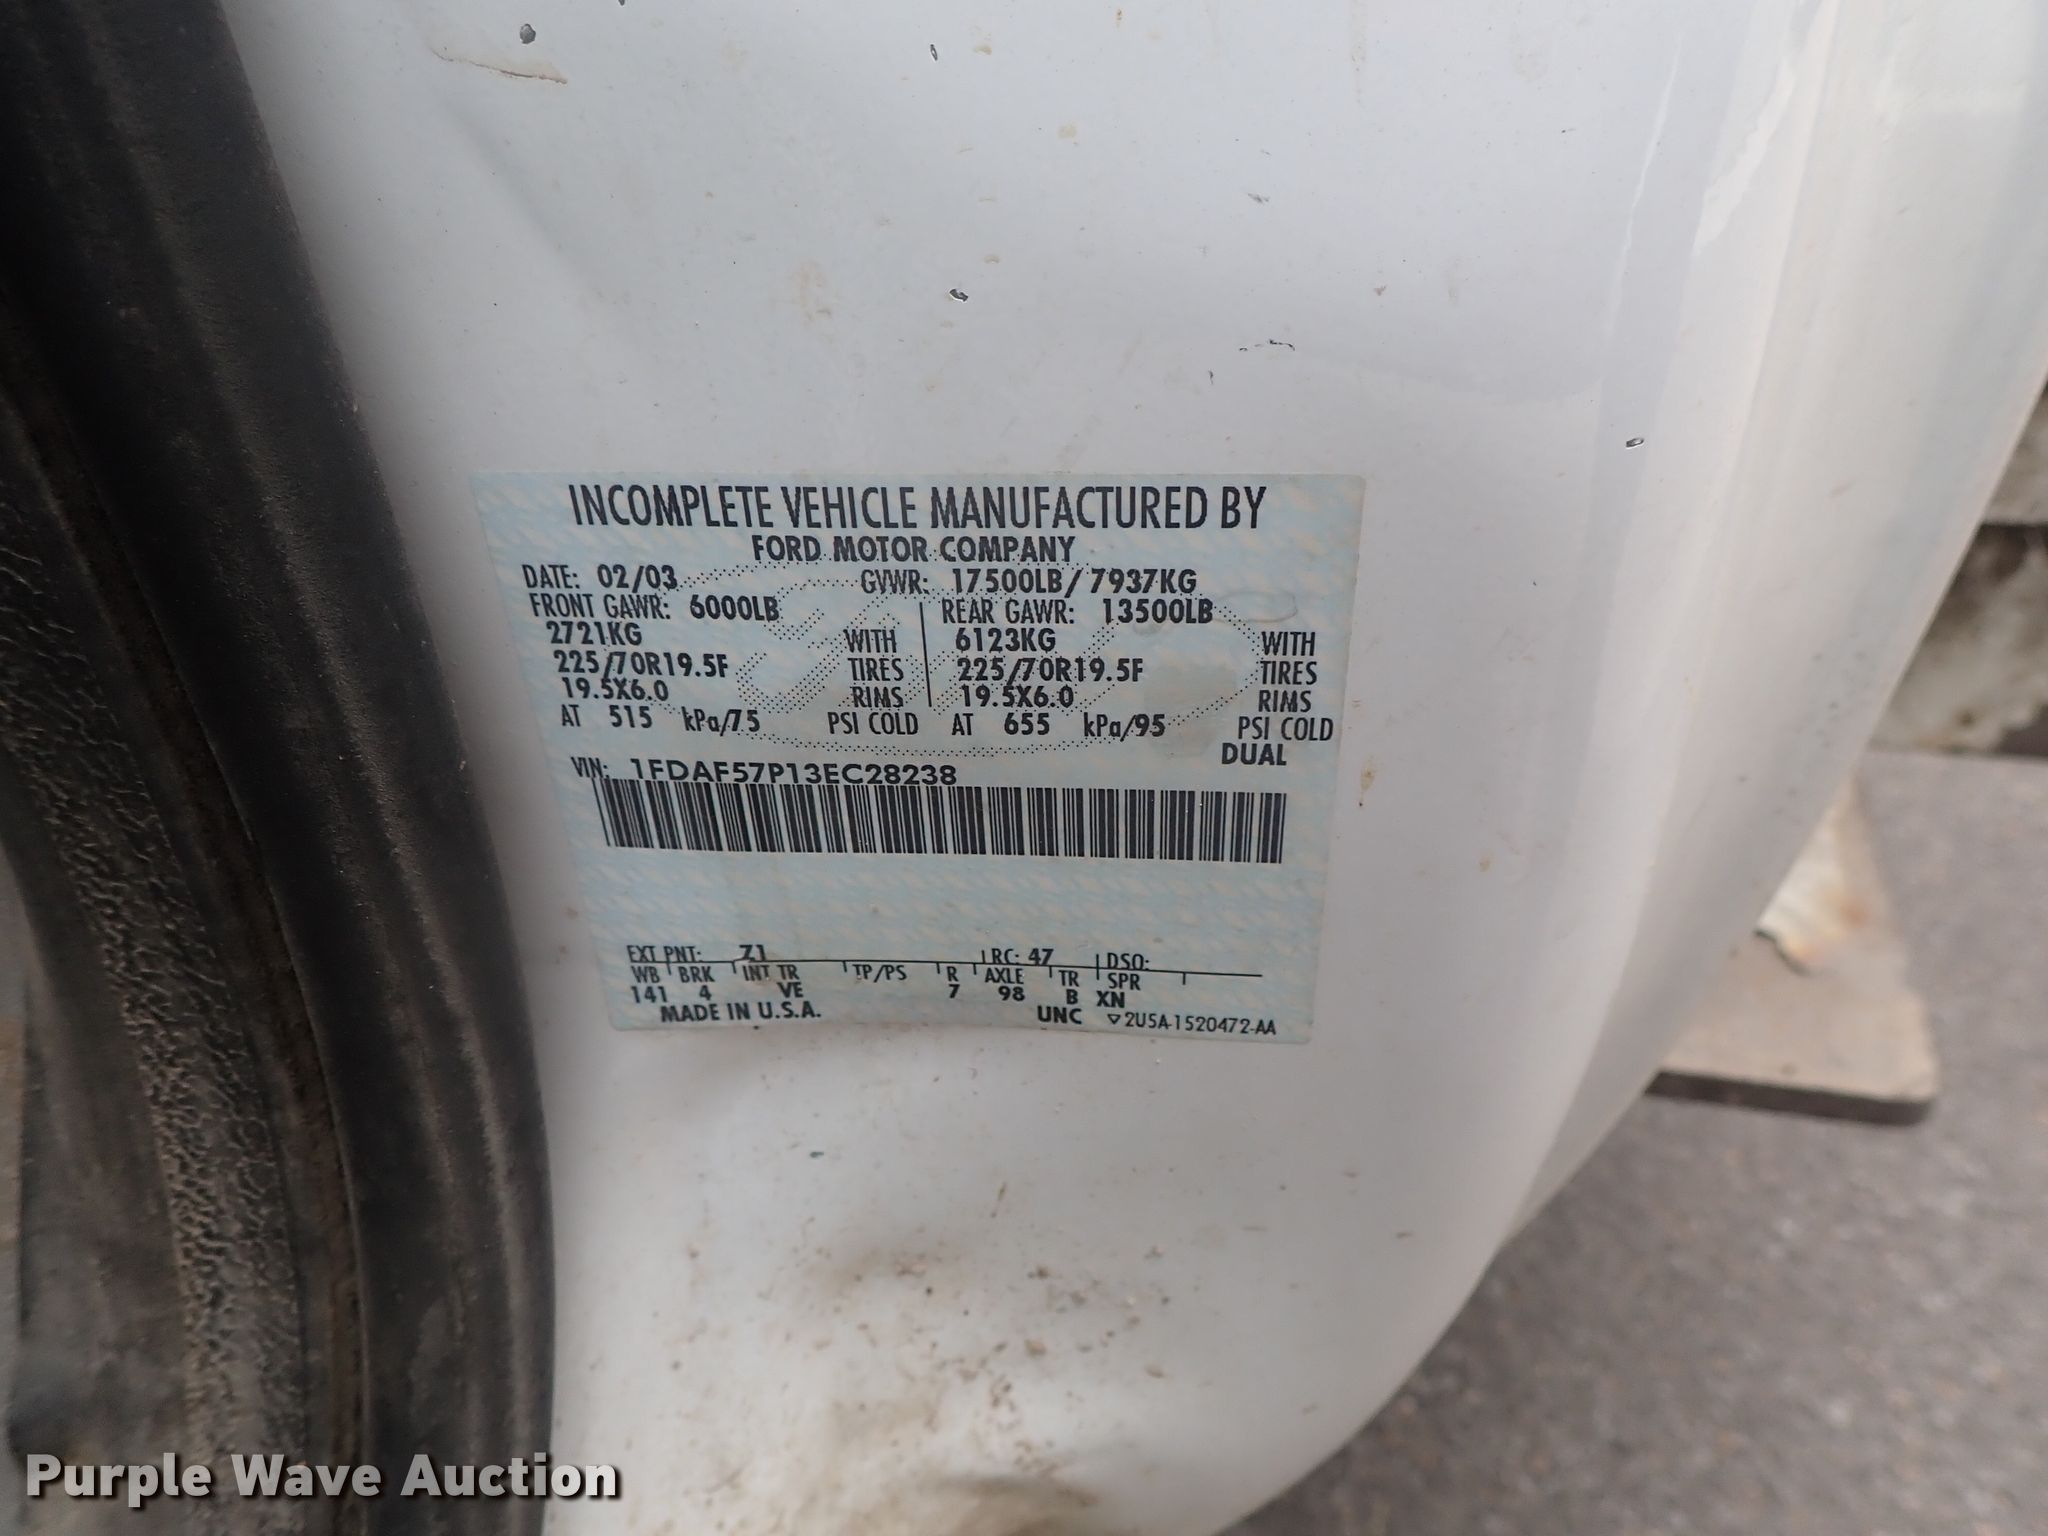 INCOMPLETE VEHICLE MANUFACTURED BY
FORD MOTOR COMPANY
DATE: 02/03 GVWR: 17500LB/7937KG
FRONT GAWR: 6000LB REAR GAWR: 13500LB
2721KG WITH 6123KG WITH
225/70R19.5F TIRES 225/70R19.5F TIRES
19.5X6.0 RIMS 19.5X6.0 RIMS
AT 515 kPa/75 PSI COLD AT 655 kPa/95 PSI COLD
DUAL
VIN: 1FDAF57P13EC28238
EXT PNT: Z1 RC: 47 DSO:
WB BRK INT TR TP/PS R AXLE TR SPR
141 4 VE 7 98 B XN
MADE IN U.S.A. UNC ▽2U5A-1520472-AA
Purple Wave Auction